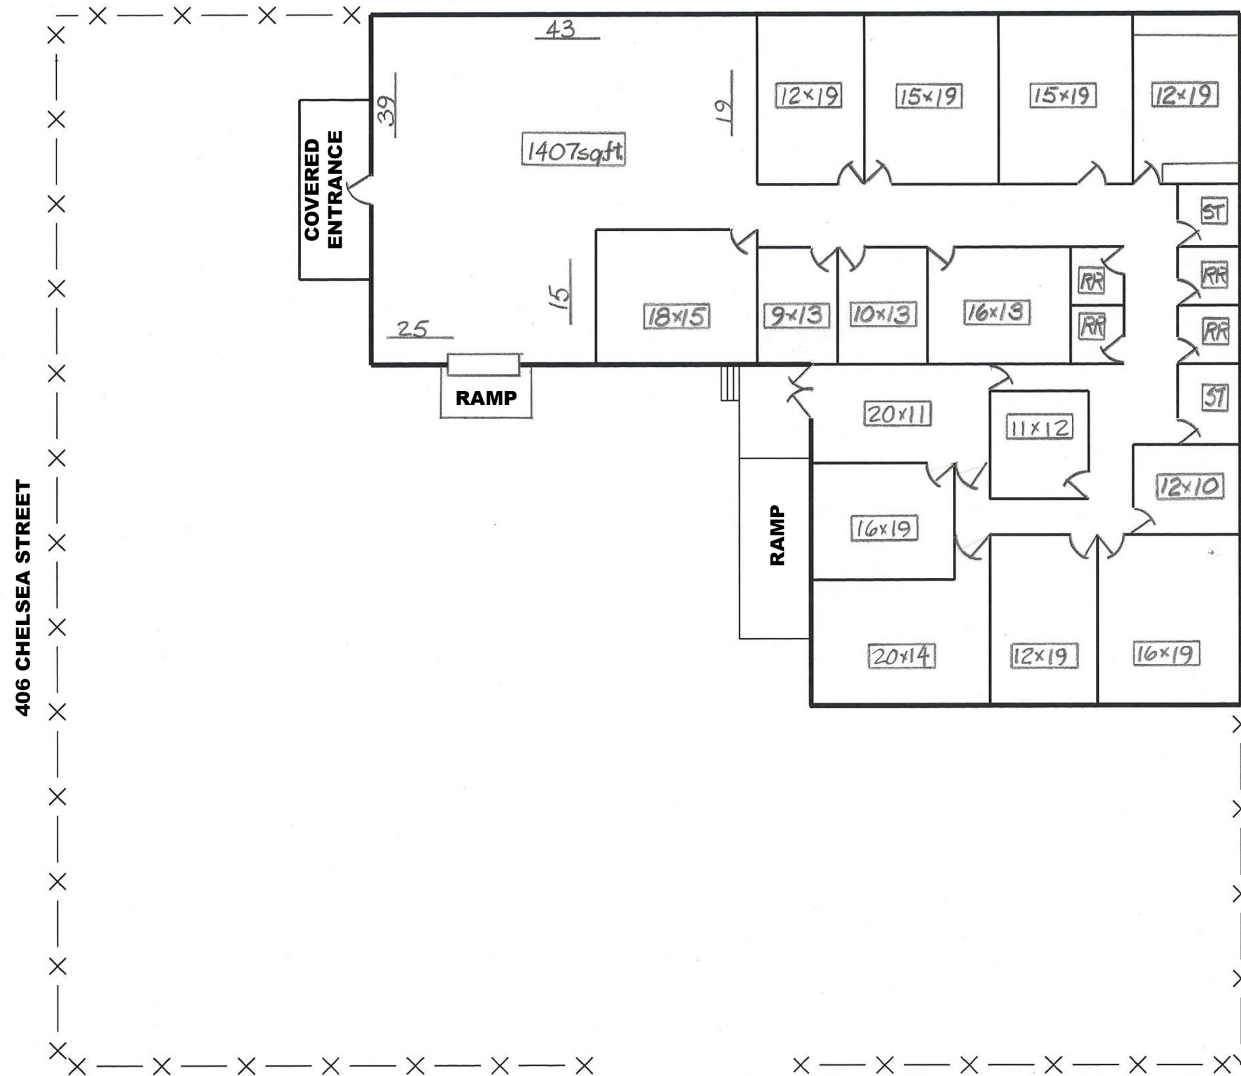 43
39
19
1407sqft
12×19
15×19
15×19
12×19
COVERED
ENTRANCE
ST
RR
RR
15
25
18×15
9×13
10×13
16×13
RR
RR
RAMP
20×11
11×12
ST
12×10
16×19
RAMP
406 CHELSEA STREET
20×14
12×19
16×19